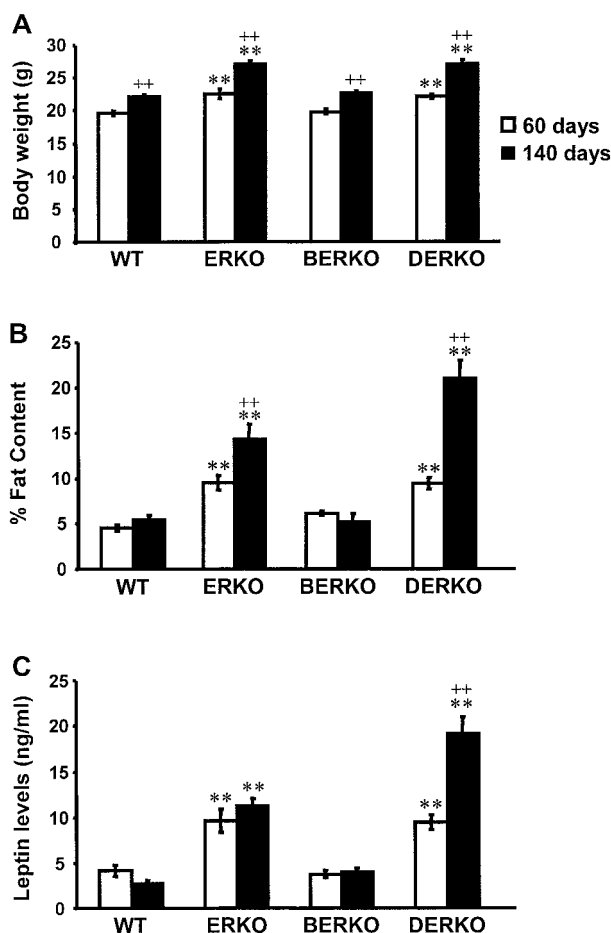 A
Body weight (g)
30
25
20
15
10
5
0
++
**
++
**
++
**
++
**
WT
ERKO
BERKO
DERKO
60 days
140 days
B
% Fat Content
25
20
15
10
5
0
**
++
**
**
++
**
WT
ERKO
BERKO
DERKO
C
Leptin levels (ng/ml)
25
20
15
10
5
0
**
**
**
++
**
WT
ERKO
BERKO
DERKO